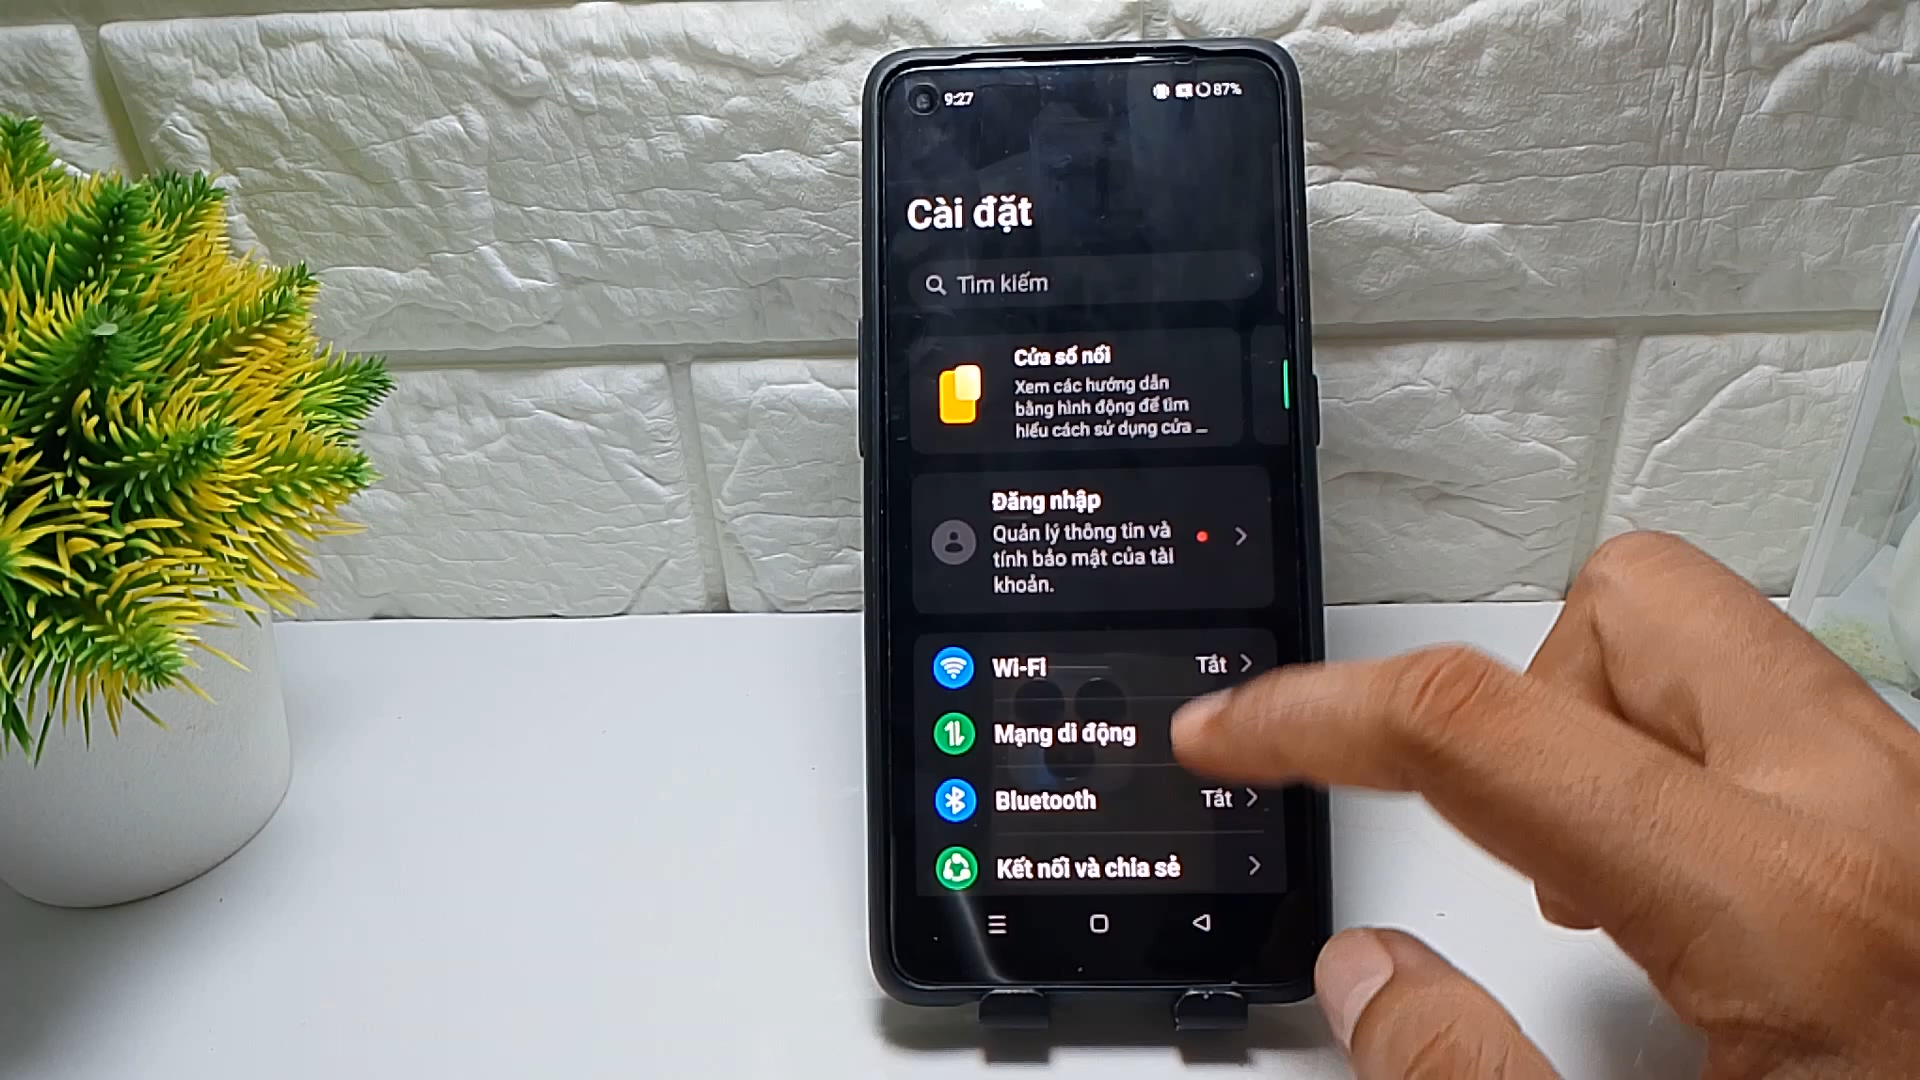 9:27
87%
Cài đặt
Tìm kiếm
Cửa sổ nổi
Xem các hướng dẫn
bằng hình động để tìm
hiểu cách sử dụng cửa ...
Đăng nhập
Quản lý thông tin và
tính bảo mật của tài
khoản.
Wi-Fi
Tắt
Mạng di động
Bluetooth
Tắt
Kết nối và chia sẻ